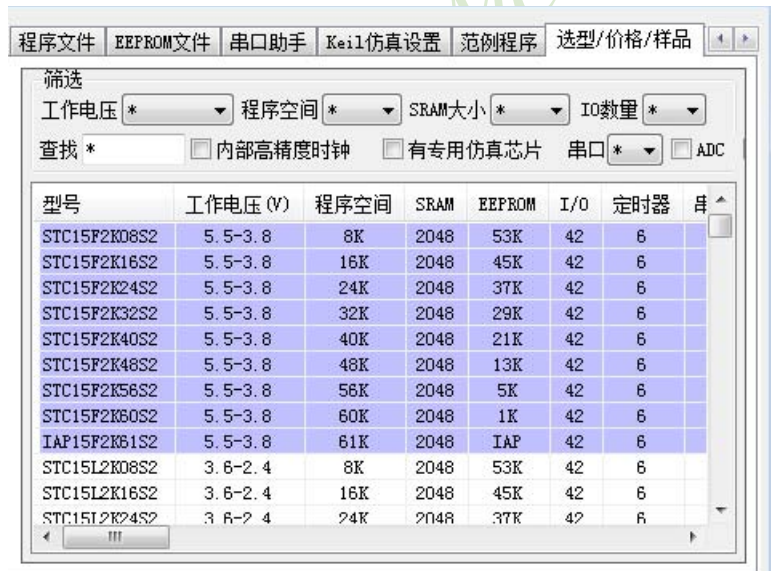 程序文件 EEPROM文件 串口助手 Keil仿真设置 范例程序 选型/价格/样品
筛选
工作电压 * 程序空间 * SRAM大小 * IO数量 *
查找 * 内部高精度时钟 有专用仿真芯片 串口 * ADC
型号 工作电压(V) 程序空间 SRAM EEPROM I/O 定时器 串
STC15F2K08S2 5.5-3.8 8K 2048 53K 42 6
STC15F2K16S2 5.5-3.8 16K 2048 45K 42 6
STC15F2K24S2 5.5-3.8 24K 2048 37K 42 6
STC15F2K32S2 5.5-3.8 32K 2048 29K 42 6
STC15F2K40S2 5.5-3.8 40K 2048 21K 42 6
STC15F2K48S2 5.5-3.8 48K 2048 13K 42 6
STC15F2K56S2 5.5-3.8 56K 2048 5K 42 6
STC15F2K60S2 5.5-3.8 60K 2048 1K 42 6
IAP15F2K61S2 5.5-3.8 61K 2048 IAP 42 6
STC15L2K08S2 3.6-2.4 8K 2048 53K 42 6
STC15L2K16S2 3.6-2.4 16K 2048 45K 42 6
STC15L2K24S2 3.6-2.4 24K 2048 37K 42 6